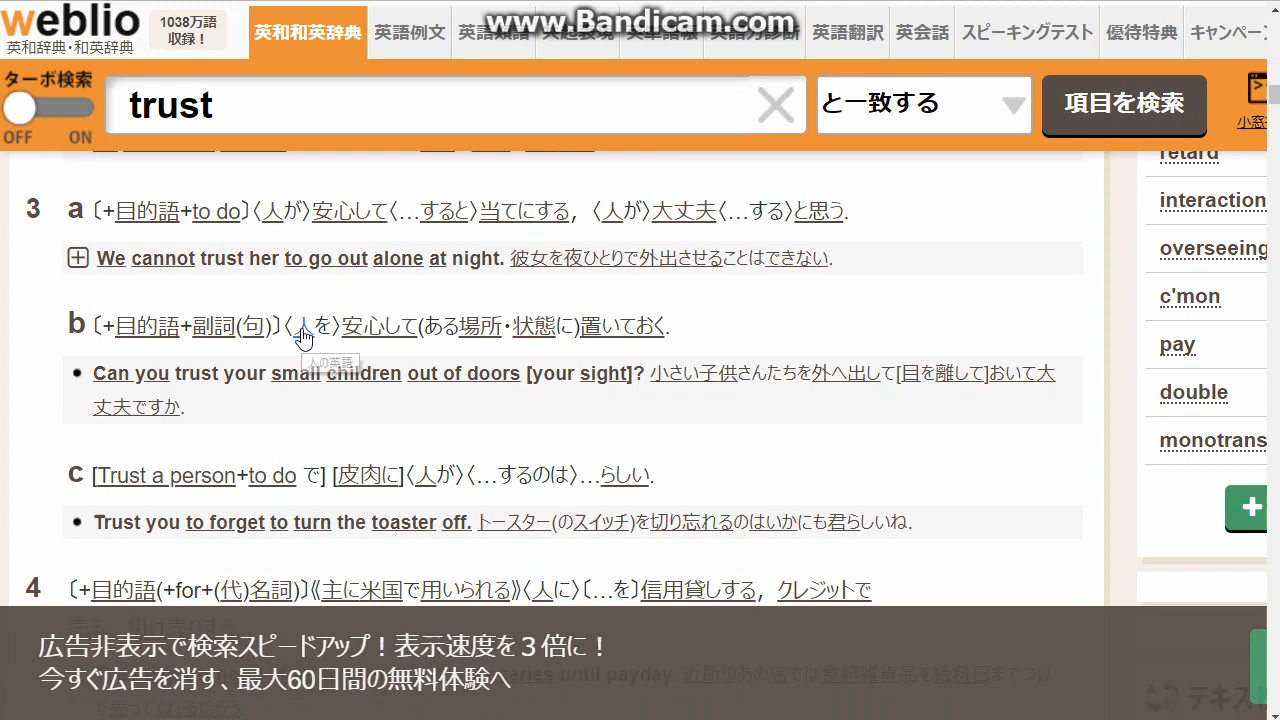 weblio
英和辞典・和英辞典
1038万語
収録！
英和和英辞典
英語例文
www.Bandicam.com
英語翻訳
英会話
スピーキングテスト
優待特典
キャンペーン
ターボ検索
OFF ON
trust
と一致する
項目を検索
3 a 〔+目的語+to do〕〈人が〉安心して〈…すると〉当てにする，〈人が〉大丈夫〈…する〉と思う.
We cannot trust her to go out alone at night. 彼女を夜ひとりで外出させることはできない.
b 〔+目的語+副詞(句)〕〈人を〉安心して(ある場所・状態に)置いておく.
人の英語
Can you trust your small children out of doors [your sight]? 小さい子供さんたちを外へ出して[目を離して]おいて大
丈夫ですか.
c [Trust a person+to do で] [皮肉に]〈人が〉〈…するのは〉…らしい.
Trust you to forget to turn the toaster off. トースター(のスイッチ)を切り忘れるのはいかにも君らしいね.
4 〔+目的語(+for+(代)名詞)〕《主に米国で用いられる》〈人に〉〔…を〕信用貸しする， クレジットで
広告非表示で検索スピードアップ！表示速度を３倍に！
今すぐ広告を消す、最大60日間の無料体験へ
retard
interaction
overseeing
c'mon
pay
double
monotrans